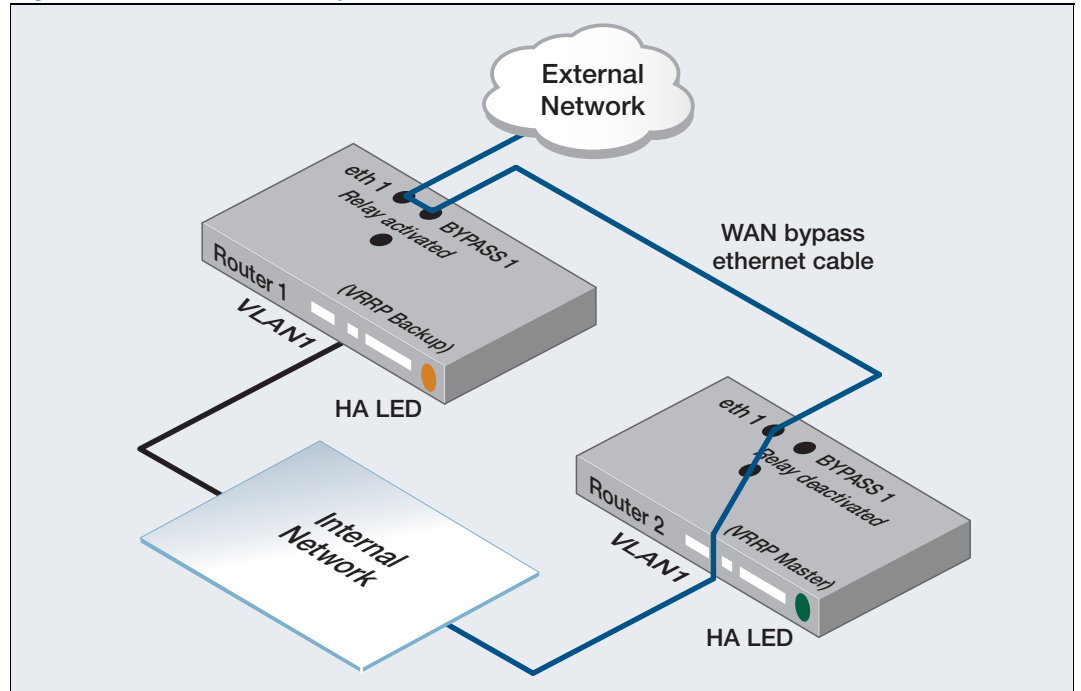 External
Network
eth 1
BYPASS 1
Relay activated
Router 1
(VRRP Backup)
VLAN1
HA LED
WAN bypass
ethernet cable
eth 1
BYPASS 1
Relay deactivated
Router 2
(VRRP Master)
VLAN1
HA LED
Internal
Network